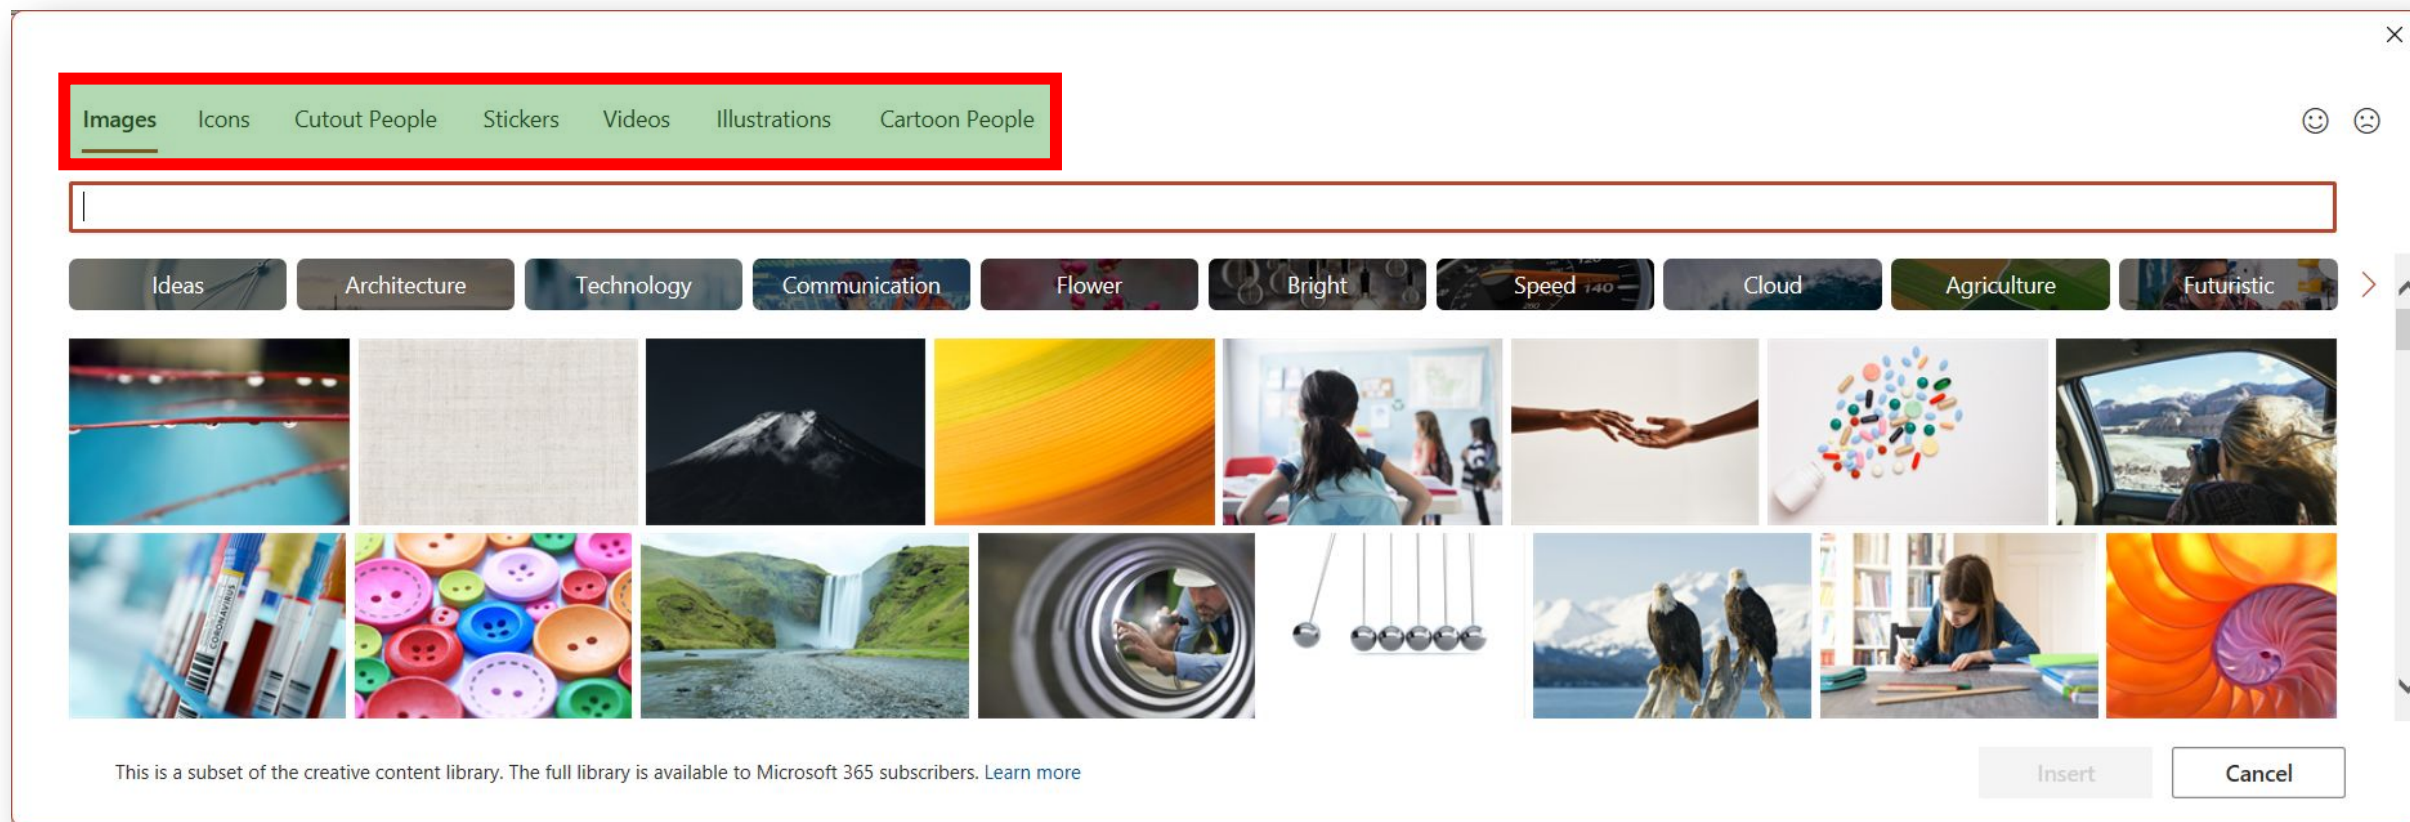 Images Icons Cutout People Stickers Videos Illustrations Cartoon People
Ideas Architecture Technology Communication Flower Bright Speed Cloud Agriculture Futuristic
140
CORONAVIRUS
This is a subset of the creative content library. The full library is available to Microsoft 365 subscribers. Learn more
Insert Cancel